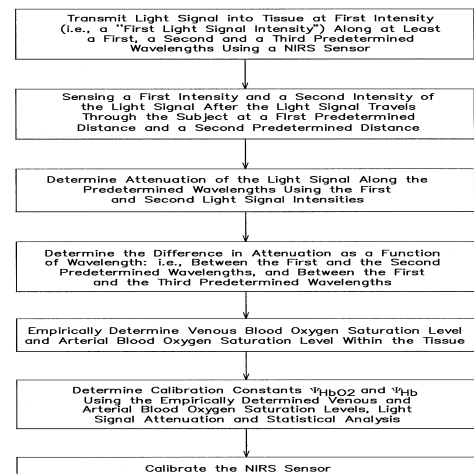 Transmit Light Signal into Tissue at First Intensity
(i.e., a "First Light Signal Intensity") Along at Least
a First, a Second and a Third Predetermined
Wavelengths Using a NIRS Sensor
Sensing a First Intensity and a Second Intensity of
the Light Signal After the Light Signal Travels
Through the Subject at a First Predetermined
Distance and a Second Predetermined Distance
Determine Attenuation of the Light Signal Along the
Predetermined Wavelengths Using the First
and Second Light Signal Intensities
Determine the Difference in Attenuation as a Function
of Wavelength: i.e., Between the First and the Second
Predetermined Wavelengths, and Between the First
and the Third Predetermined Wavelengths
Empirically Determine Venous Blood Oxygen Saturation Level
and Arterial Blood Oxygen Saturation Level Within the Tissue
Determine Calibration Constants ΨHbO2 and ΨHb
Using the Empirically Determined Venous and
Arterial Blood Oxygen Saturation Levels, Light
Signal Attenuation and Statistical Analysis
Calibrate the NIRS Sensor